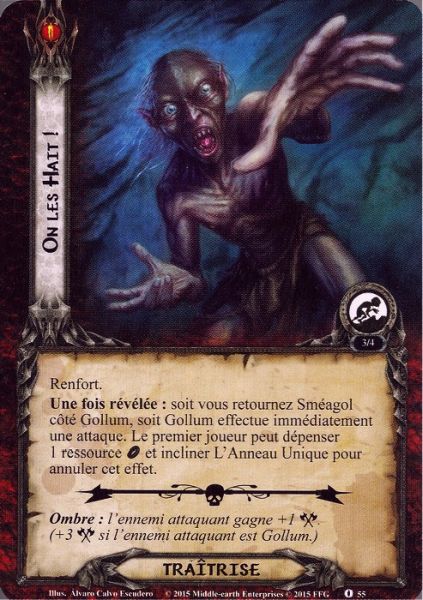 ON LES HAIT !
3/4
Renfort.
Une fois révélée : soit vous retournez Sméagol
côté Gollum, soit Gollum effectue immédiatement
une attaque. Le premier joueur peut dépenser
1 ressource et incliner L'Anneau Unique pour
annuler cet effet.
Ombre : l'ennemi attaquant gagne +1.
(+3 si l'ennemi attaquant est Gollum.)
TRAÎTRISE
Illus. Álvaro Calvo Escudero © 2015 Middle-earth Enterprises © 2015 FFG 55